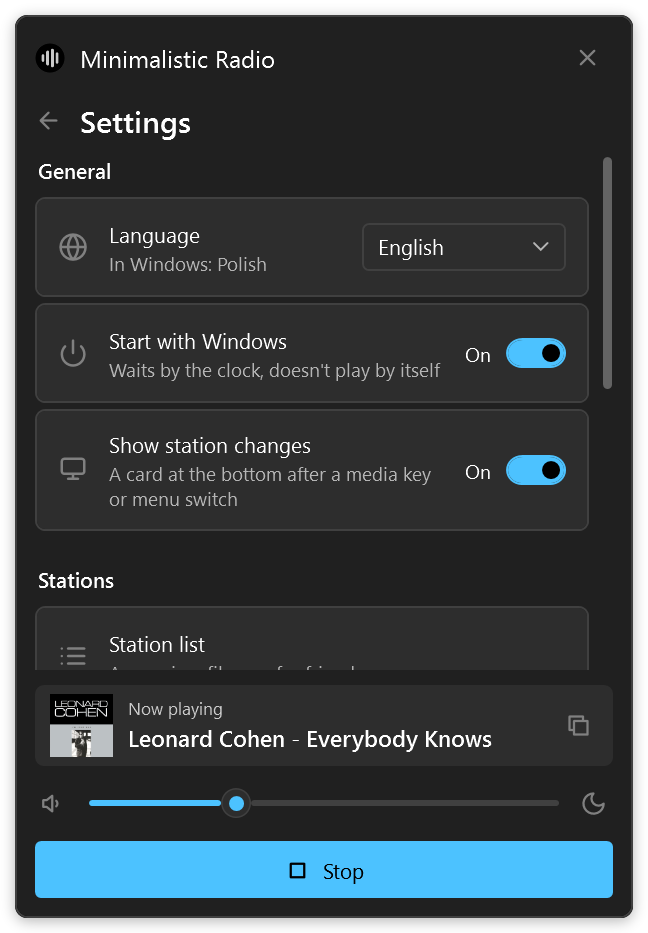 Minimalistic Radio
Settings
General
Language
In Windows: Polish
English
Start with Windows
Waits by the clock, doesn't play by itself
On
Show station changes
A card at the bottom after a media key
or menu switch
On
Stations
Station list
LEONARD
COHEN
Now playing
Leonard Cohen - Everybody Knows
Stop